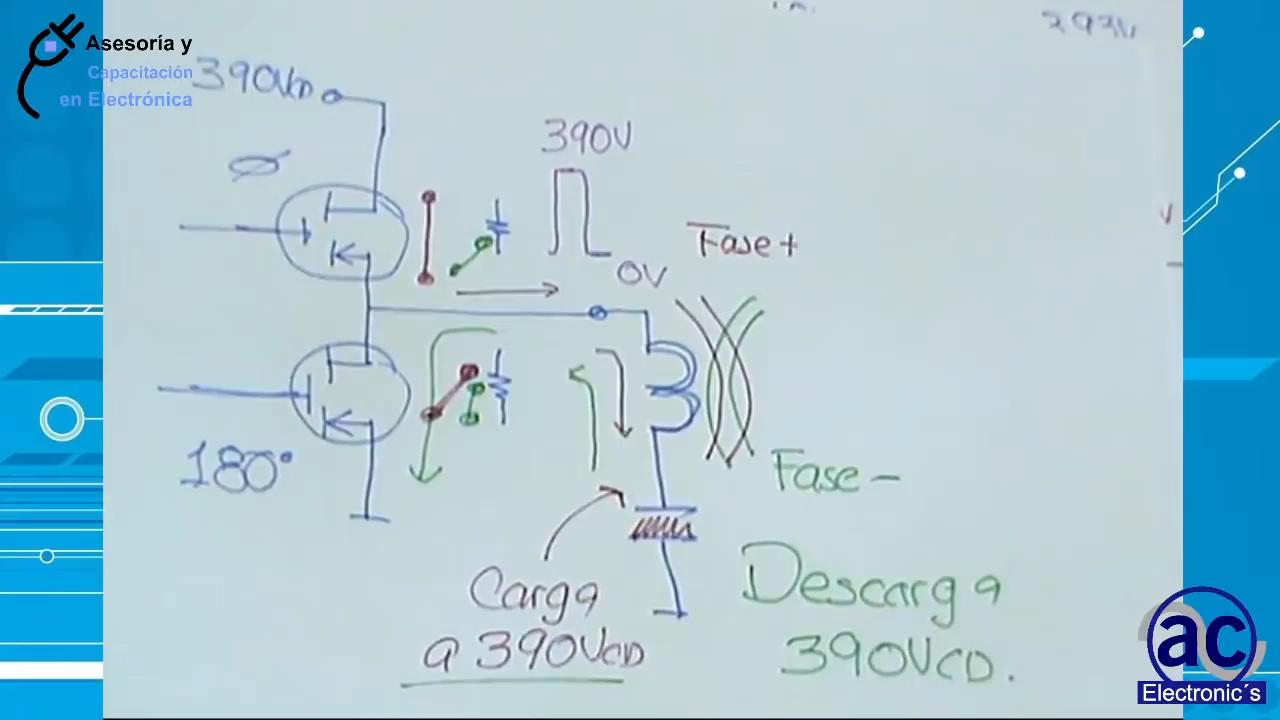 Asesoría y
Capacitación
en Electrónica
390VCD
Ø
390V
0V
Fase+
180°
Fase -
Carga
a 390VCD
Descarga
390VCD.
ac
Electronic´s